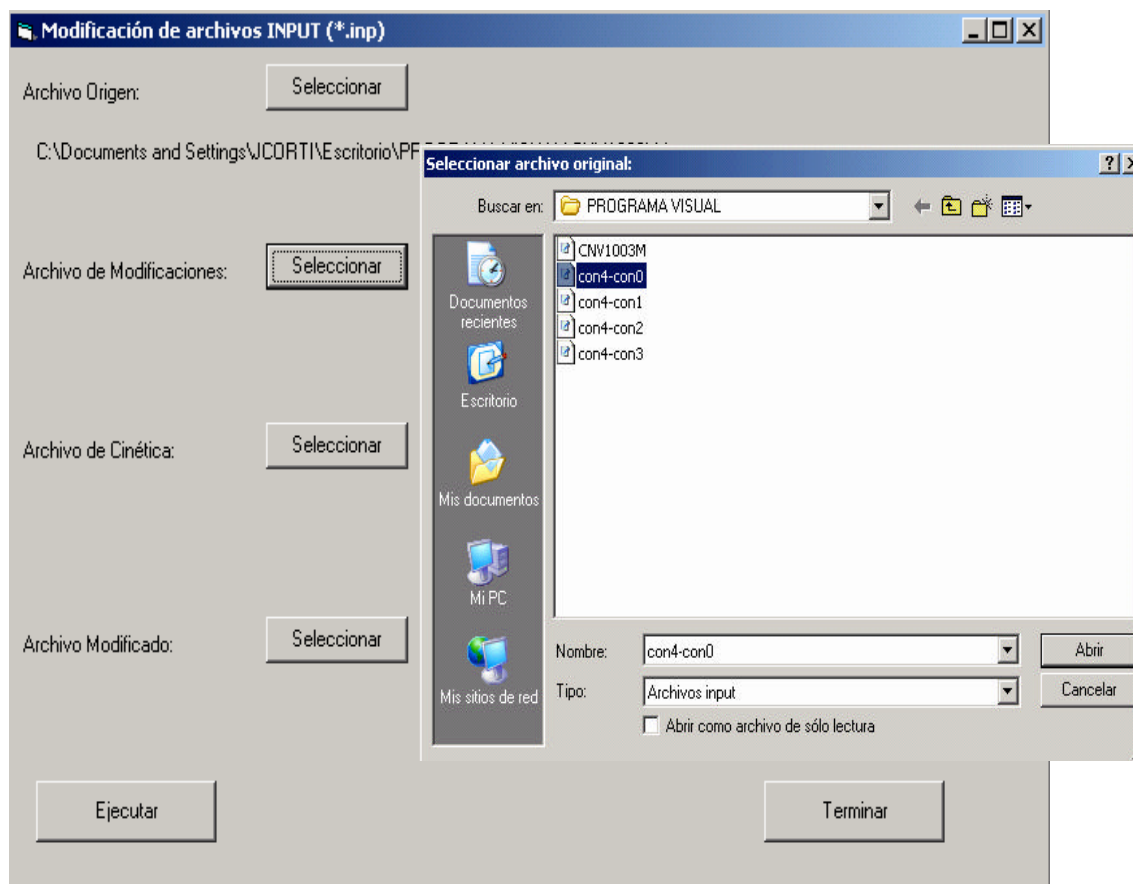 Modificación de archivos INPUT (*.inp)
Archivo Origen:
Seleccionar
C:\Documents and Settings\JCORTI\Escritorio\
Archivo de Modificaciones:
Seleccionar
Archivo de Cinética:
Seleccionar
Archivo Modificado:
Seleccionar
Ejecutar
Terminar
Seleccionar archivo original:
Buscar en:
PROGRAMA VISUAL
Documentos
recientes
Escritorio
Mis documentos
Mi PC
Mis sitios de red
CNV1003M
con4-con0
con4-con1
con4-con2
con4-con3
Nombre:
con4-con0
Abrir
Tipo:
Archivos input
Cancelar
Abrir como archivo de sólo lectura